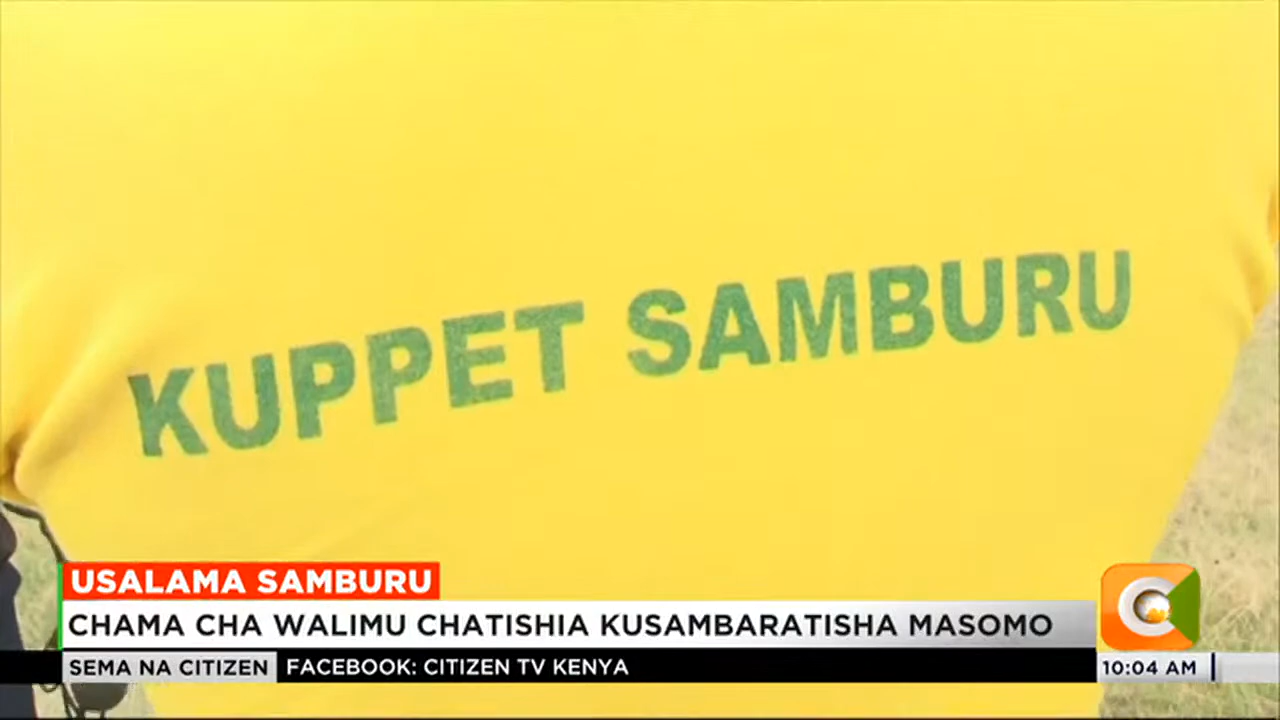 KUPPET SAMBURU
USALAMA SAMBURU
CHAMA CHA WALIMU CHATISHIA KUSAMBARATISHA MASOMO
SEMA NA CITIZEN FACEBOOK: CITIZEN TV KENYA
10:04 AM